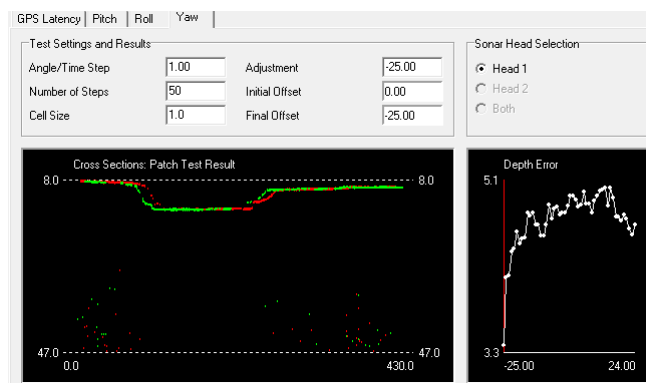 GPS Latency Pitch Roll Yaw
Test Settings and Results
Sonar Head Selection
Angle/Time Step 1.00 Adjustment -25.00
Head 1
Number of Steps 50 Initial Offset 0.00
Head 2
Cell Size 1.0 Final Offset -25.00
Both
Cross Sections: Patch Test Result
Depth Error
8.0 8.0
5.1
47.0 47.0
3.3
0.0 430.0
-25.00 24.00